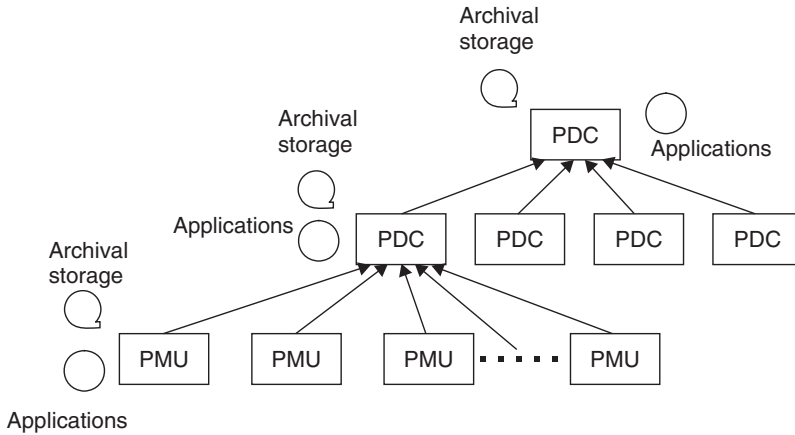 Archival
storage
PDC
Applications
Archival
storage
Applications
PDC
PDC
PDC
PDC
Archival
storage
PMU
PMU
PMU
PMU
Applications